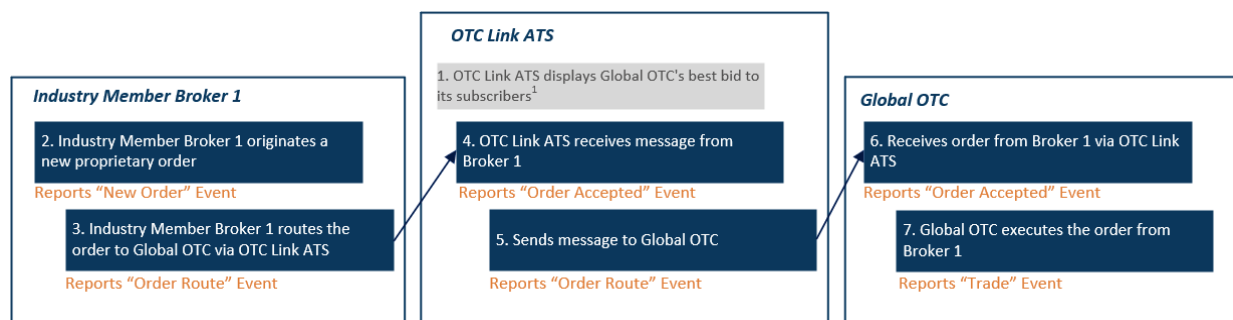 Industry Member Broker 1
2. Industry Member Broker 1 originates a
new proprietary order
Reports “New Order” Event
3. Industry Member Broker 1 routes the
order to Global OTC via OTC Link ATS
Reports “Order Route” Event
OTC Link ATS
1. OTC Link ATS displays Global OTC's best bid to
its subscribers1
4. OTC Link ATS receives message from
Broker 1
Reports “Order Accepted” Event
5. Sends message to Global OTC
Reports “Order Route” Event
Global OTC
6. Receives order from Broker 1 via OTC Link
ATS
Reports “Order Accepted” Event
7. Global OTC executes the order from
Broker 1
Reports “Trade” Event